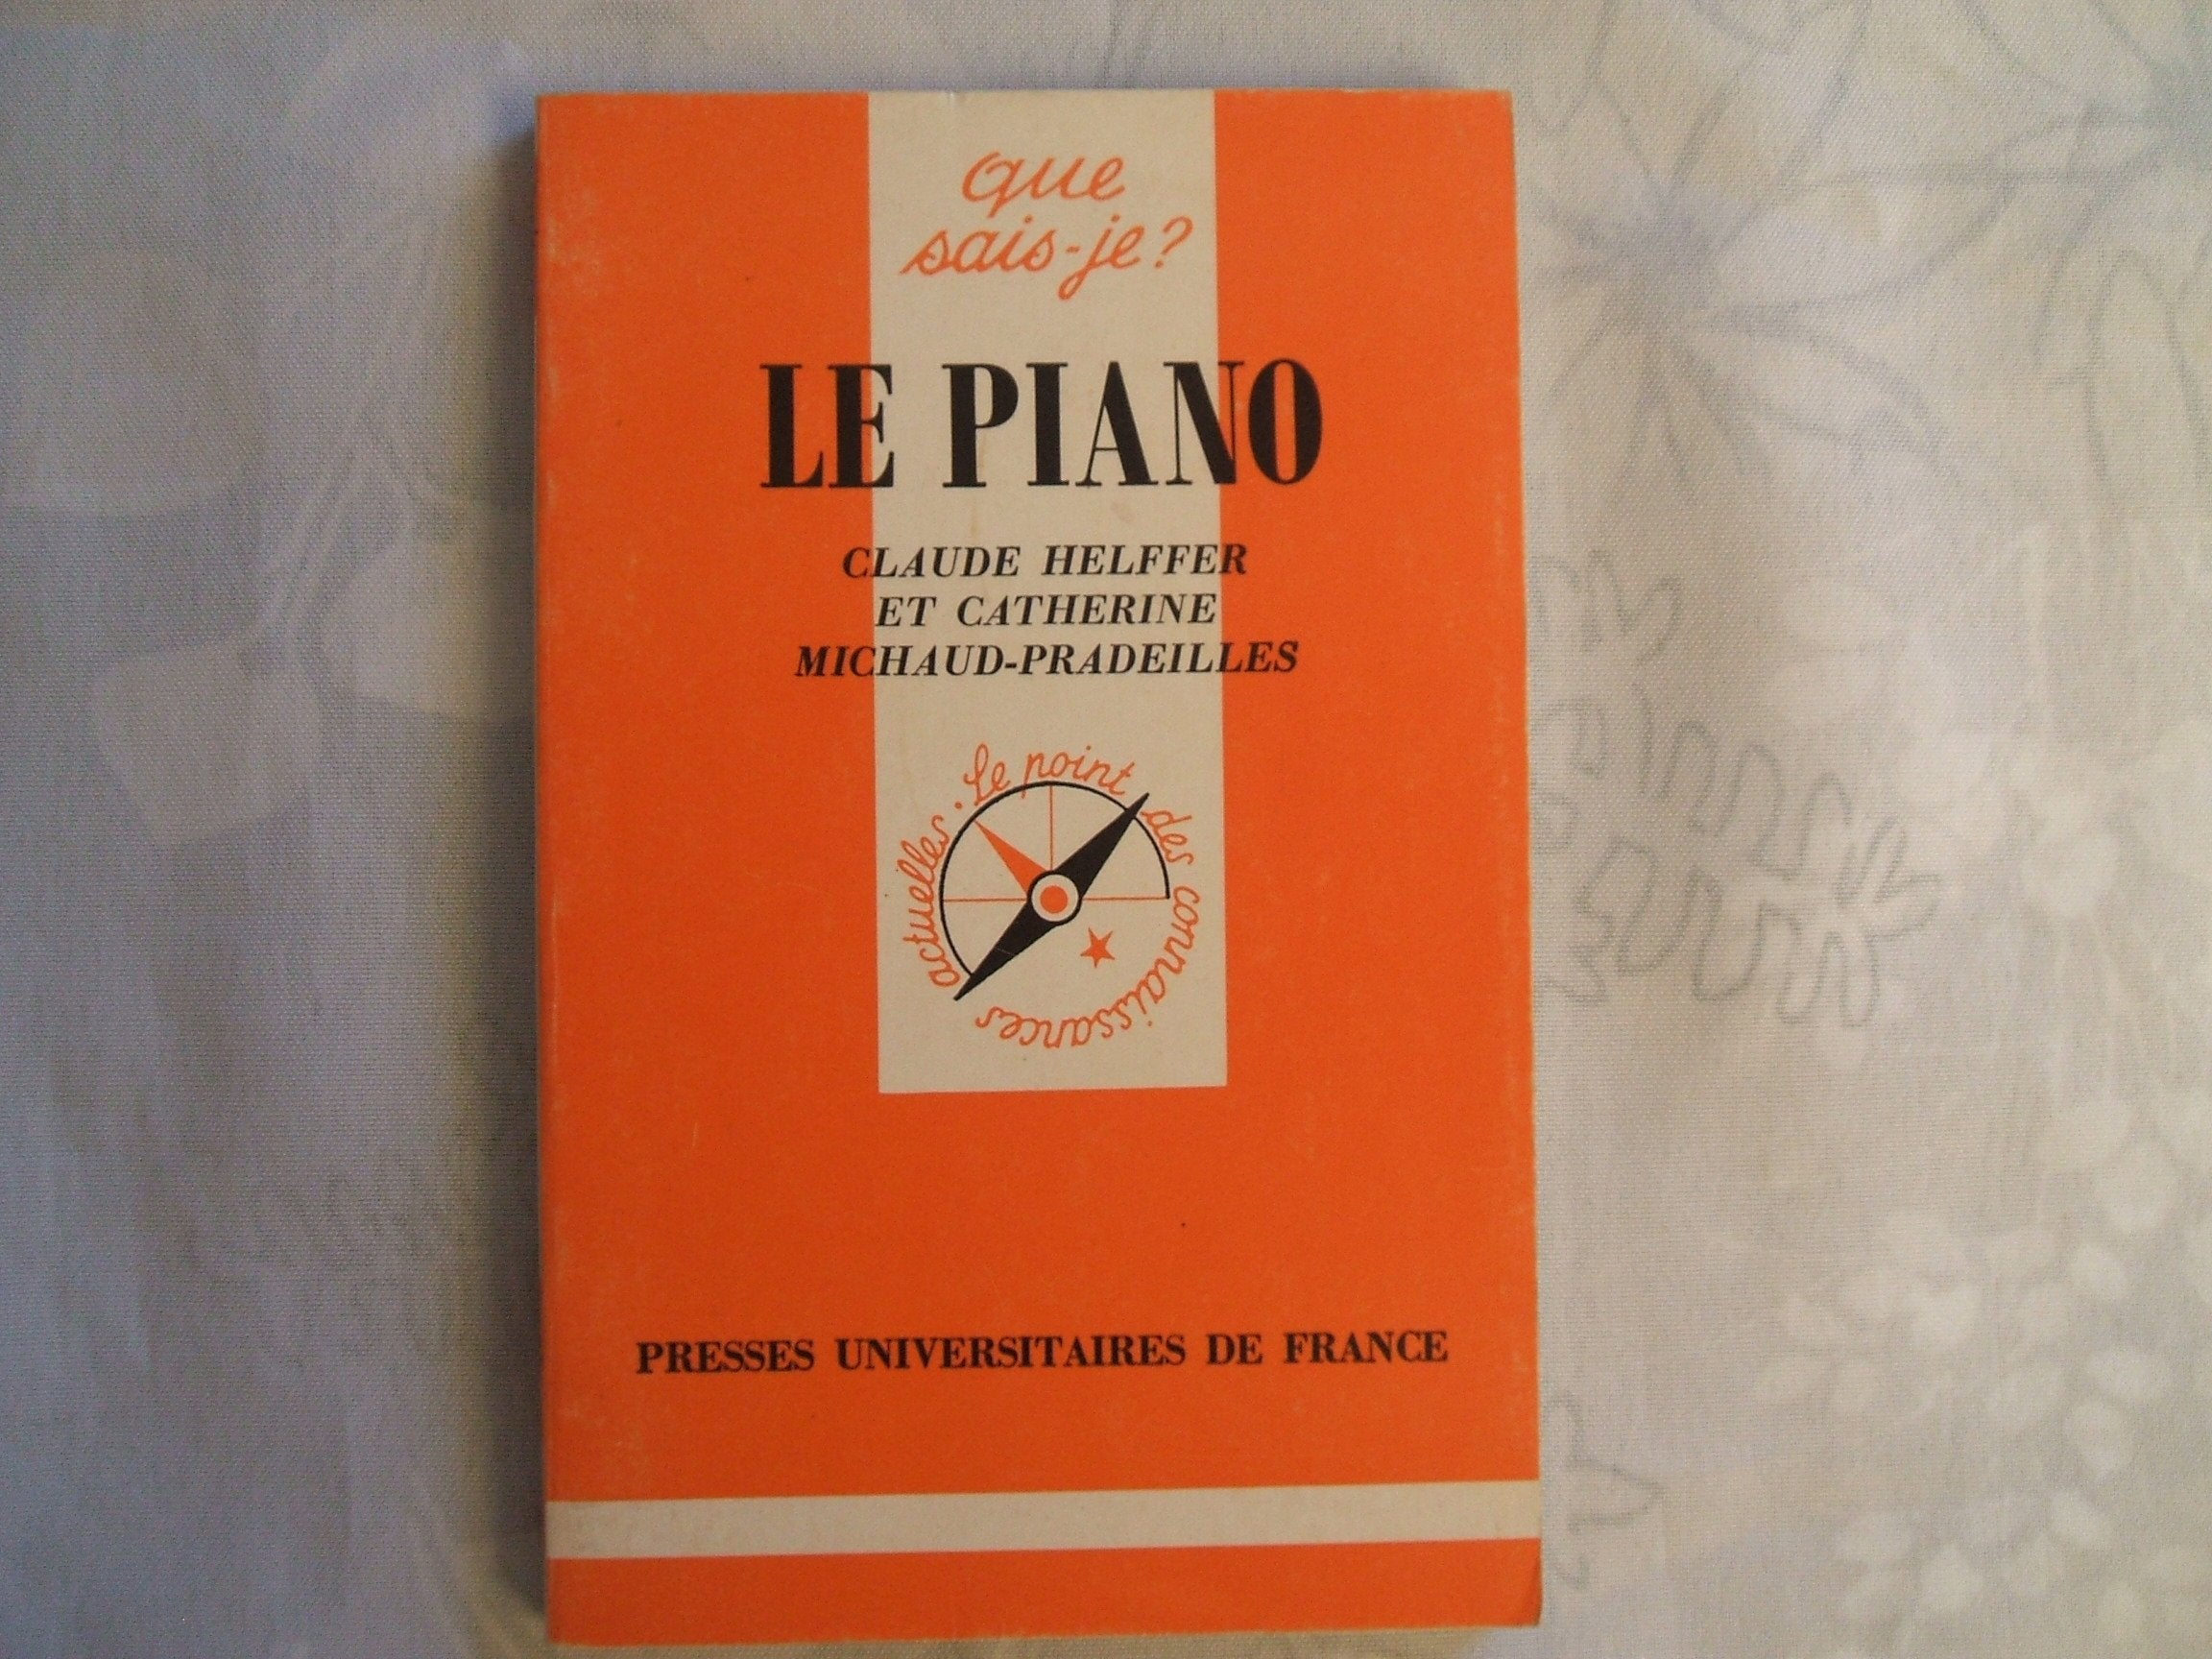 que
sais-je?
LE PIANO
CLAUDE HELFFER
ET CATHERINE
MICHAUD-PRADEILLES
Le point des connaissances actuelles.
PRESSES UNIVERSITAIRES DE FRANCE